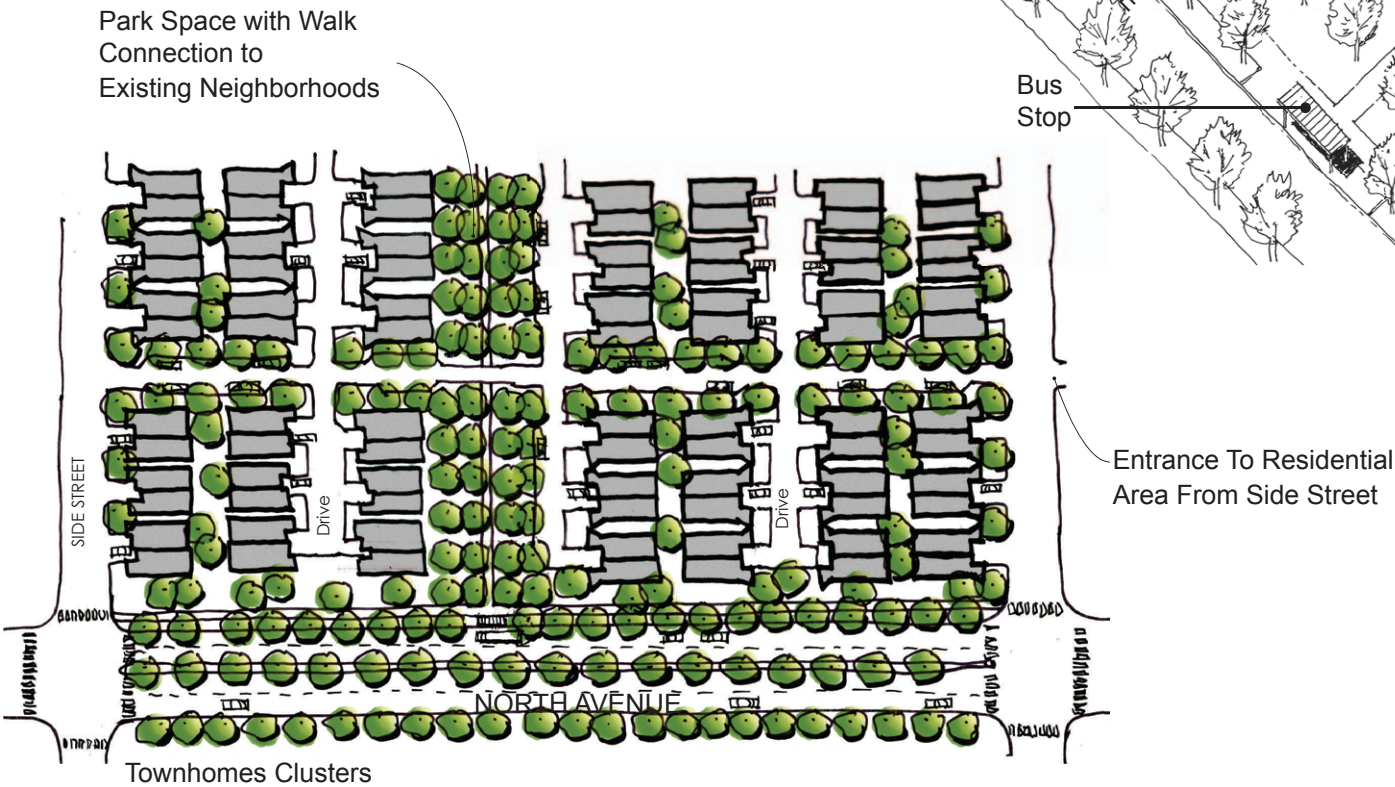 Park Space with Walk
Connection to
Existing Neighborhoods
Bus
Stop
Entrance To Residential
Area From Side Street
SIDE STREET
Drive
Drive
NORTH AVENUE
Townhomes Clusters